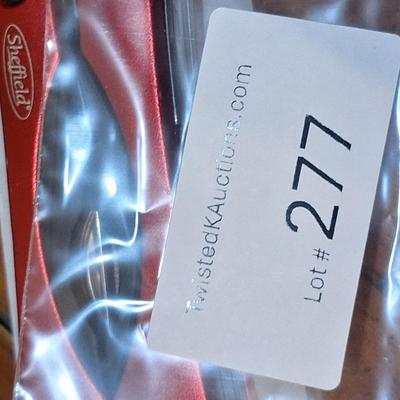 Sheffield®
TwistedKAuctions.com
Lot # 277